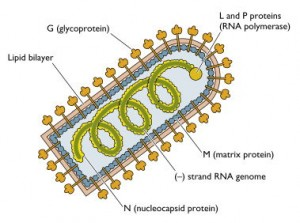 G (glycoprotein)
L and P proteins
(RNA polymerase)
Lipid bilayer
M (matrix protein)
(–) strand RNA genome
N (nucleocapsid protein)